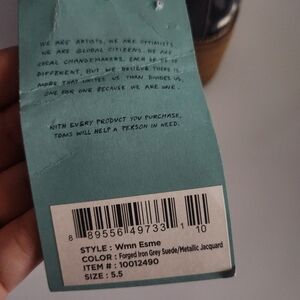 WE ARE ARTISTS, WE ARE OPTIMISTS,
WE ARE GLOBAL CITIZENS. WE ARE
LOCAL CHANGEMAKERS. EACH OF US IS
DIFFERENT, BUT WE BELIEVE THERE IS
MORE THAT UNITES US THAN DIVIDES US.
ONE FOR ONE BECAUSE WE ARE ONE.
WITH EVERY PRODUCT YOU PURCHASE,
TOMS WILL HELP A PERSON IN NEED.
8 89556 49733 1 10
STYLE : Wmn Esme
COLOR : Forged Iron Grey Suede/Metallic Jacquard
ITEM # : 10012490
SIZE : 5.5